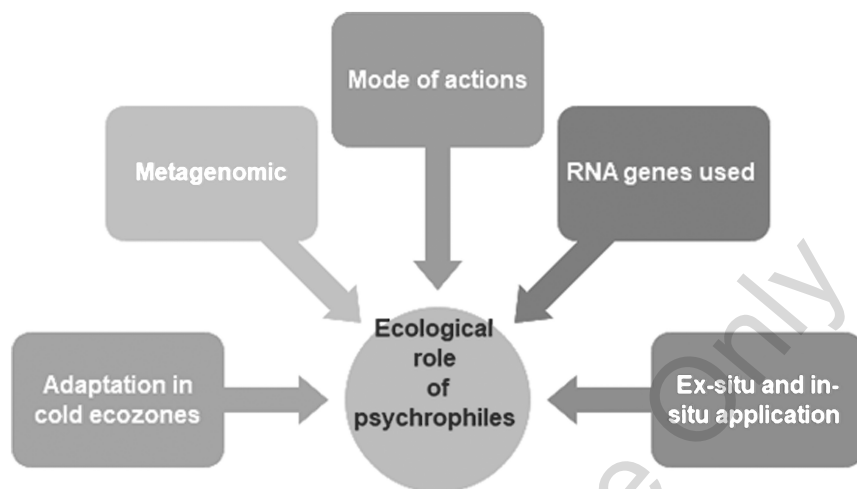 Mode of actions
Metagenomic
RNA genes used
Ecological
role
of
psychrophiles
Adaptation in
cold ecozones
Ex-situ and in-
situ application
Only